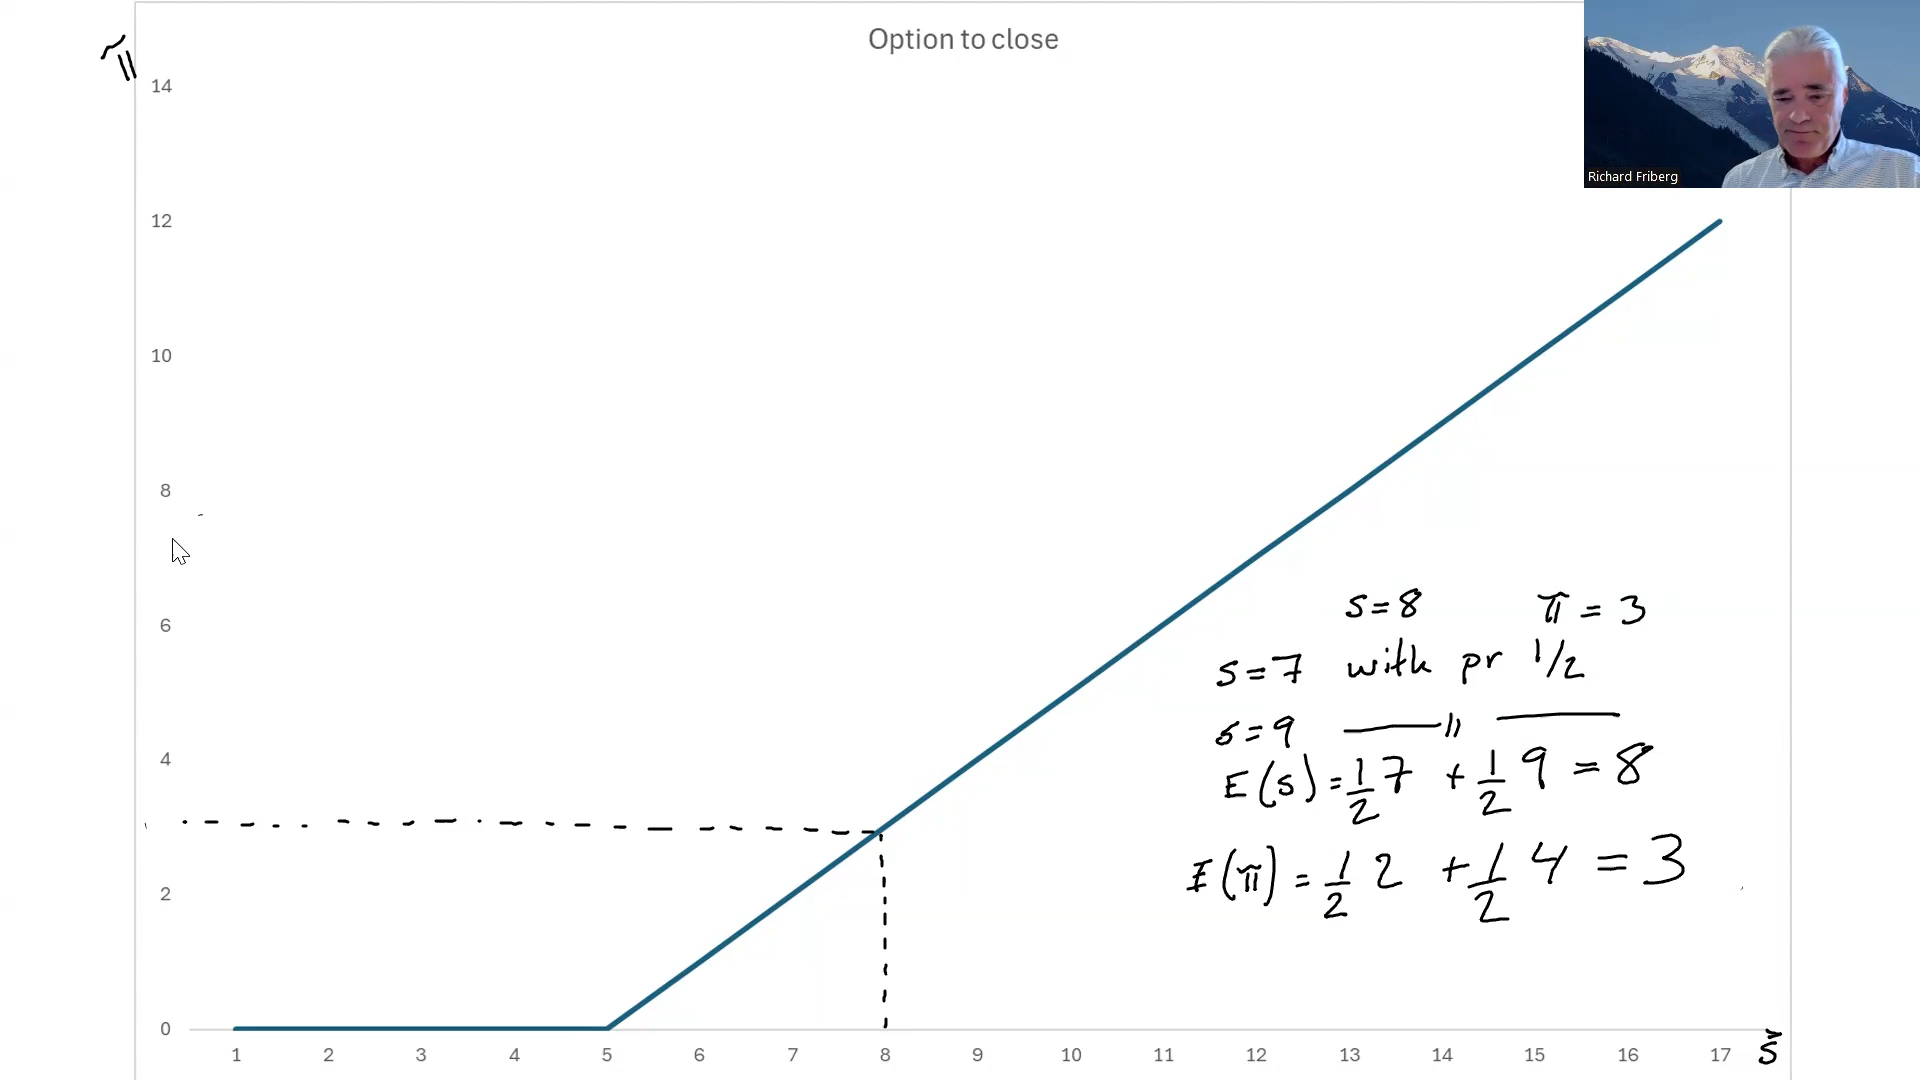 Option to close
Richard Friberg
π
14
12
10
8
6
4
2
0
1 2 3 4 5 6 7 8 9 10 11 12 13 14 15 16 17
s
s=8 π = 3
s=7 with pr 1/2
s=9 —— 〃 ——
E(s) = 1/2 7 + 1/2 9 = 8
E(π) = 1/2 2 + 1/2 4 = 3